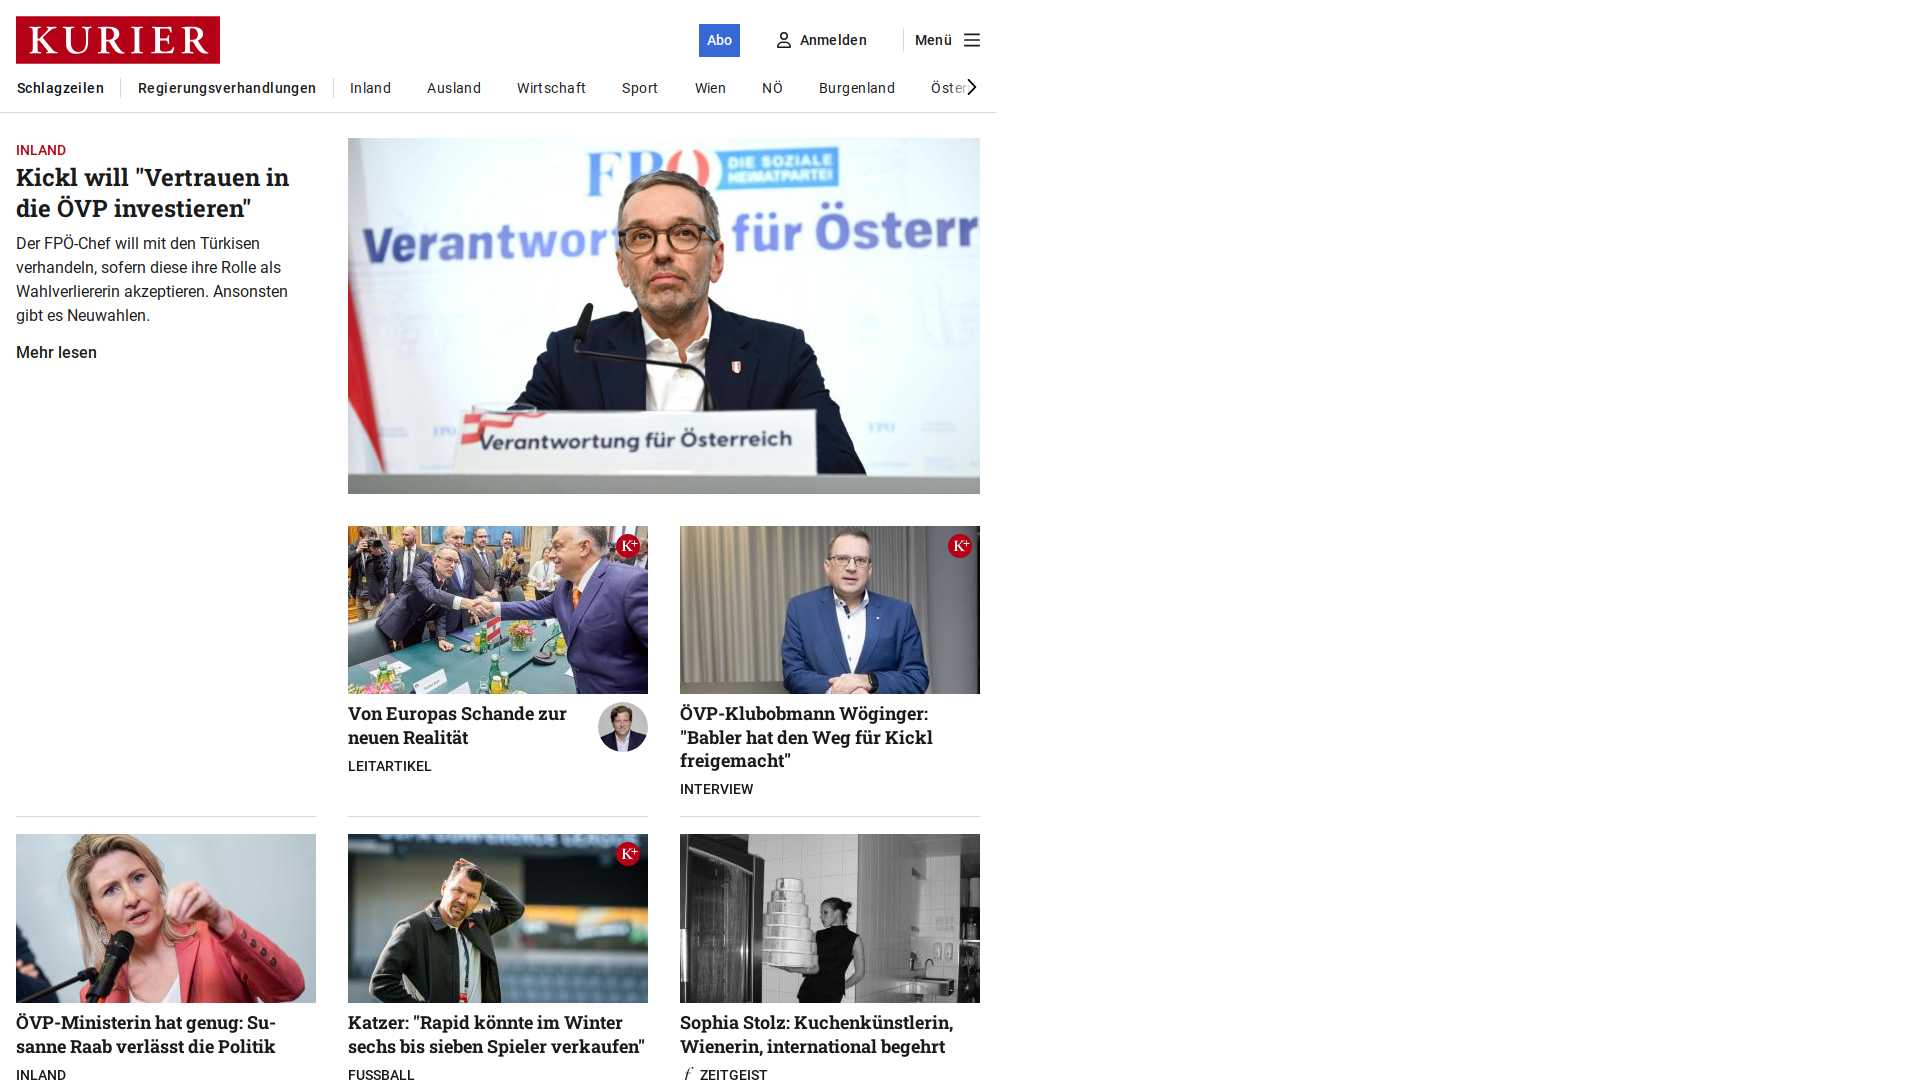 KURIER
Abo
Anmelden
Menü
Schlagzeilen
Regierungsverhandlungen
Inland
Ausland
Wirtschaft
Sport
Wien
NÖ
Burgenland
Öster
INLAND
Kickl will "Vertrauen in
die ÖVP investieren"
Der FPÖ-Chef will mit den Türkisen
verhandeln, sofern diese ihre Rolle als
Wahlverliererin akzeptieren. Ansonsten
gibt es Neuwahlen.
Mehr lesen
FPÖ
DIE SOZIALE
HEIMATPARTEI
Verantwor für Österr
Verantwortung für Österreich
FPÖ
K+
Von Europas Schande zur
neuen Realität
LEITARTIKEL
K+
ÖVP-Klubobmann Wöginger:
"Babler hat den Weg für Kickl
freigemacht"
INTERVIEW
ÖVP-Ministerin hat genug: Su-
sanne Raab verlässt die Politik
INLAND
K+
Katzer: "Rapid könnte im Winter
sechs bis sieben Spieler verkaufen"
FUSSBALL
Sophia Stolz: Kuchenkünstlerin,
Wienerin, international begehrt
f ZEITGEIST